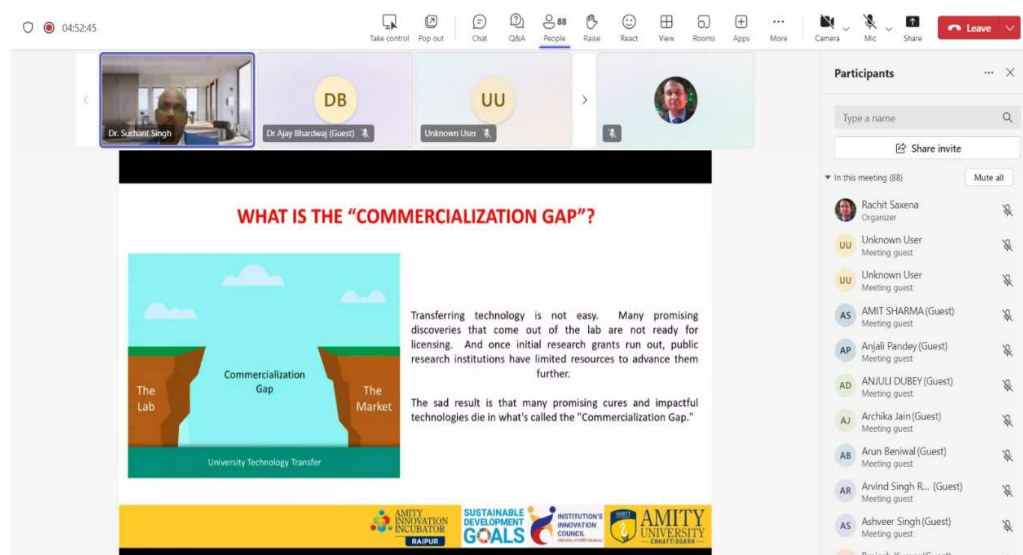 04:52:45
Take control
Pop out
Chat
Q&A
88
People
Raise
React
View
Rooms
Apps
More
Camera
Mic
Share
Leave
Dr. Sushant Singh
DB
Dr Ajay Bhardwaj (Guest)
UU
Unknown User
WHAT IS THE “COMMERCIALIZATION GAP”?
The
Lab
Commercialization
Gap
The
Market
University Technology Transfer
Transferring technology is not easy. Many promising
discoveries that come out of the lab are not ready for
licensing. And once initial research grants run out, public
research institutions have limited resources to advance them
further.
The sad result is that many promising cures and impactful
technologies die in what's called the "Commercialization Gap."
AMITY
INNOVATION
INCUBATOR
RAIPUR
SUSTAINABLE
DEVELOPMENT
GOALS
INSTITUTION'S
INNOVATION
COUNCIL
AMITY
UNIVERSITY
CHHATTISGARH
Participants
Type a name
Share invite
In this meeting (88)
Mute all
Rachit Saxena
Organizer
UU
Unknown User
Meeting guest
UU
Unknown User
Meeting guest
AS
AMIT SHARMA (Guest)
Meeting guest
AP
Anjali Pandey (Guest)
Meeting guest
AD
ANJULI DUBEY (Guest)
Meeting guest
AJ
Archika Jain (Guest)
Meeting guest
AB
Arun Beniwal (Guest)
Meeting guest
AR
Arvind Singh R... (Guest)
Meeting guest
AS
Ashveer Singh (Guest)
Meeting guest